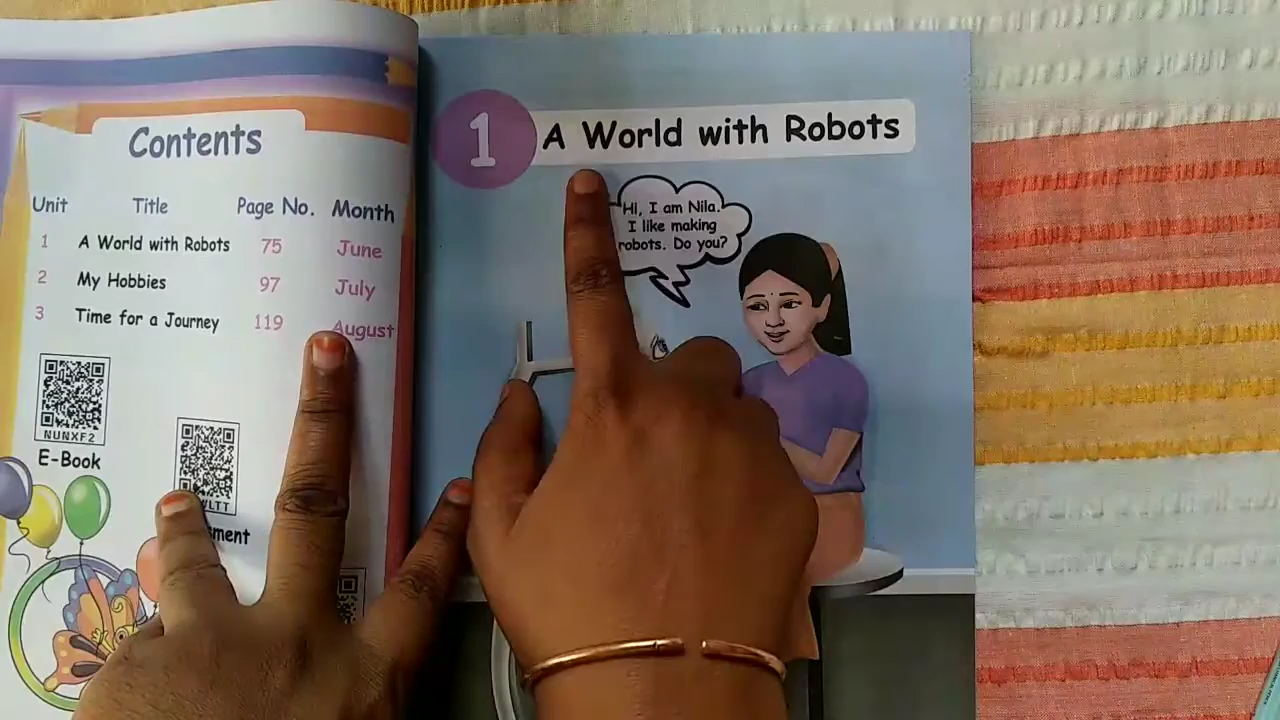 Contents
Unit Title Page No. Month
1 A World with Robots 75 June
2 My Hobbies 97 July
3 Time for a Journey 119 August
NUNXF2
E-Book
1 A World with Robots
Hi, I am Nila.
I like making
robots. Do you?